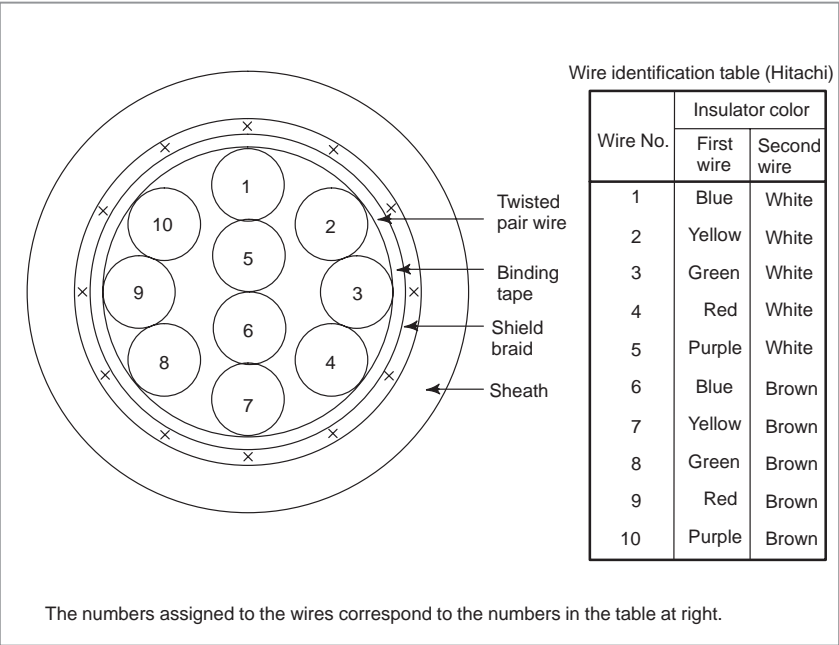 Wire identification table (Hitachi)
Wire No.
Insulator color
First
wire
Second
wire
1 Blue White
2 Yellow White
3 Green White
4 Red White
5 Purple White
6 Blue Brown
7 Yellow Brown
8 Green Brown
9 Red Brown
10 Purple Brown
1
10
2
5
9
3
6
8
4
7
Twisted
pair wire
Binding
tape
Shield
braid
Sheath
The numbers assigned to the wires correspond to the numbers in the table at right.